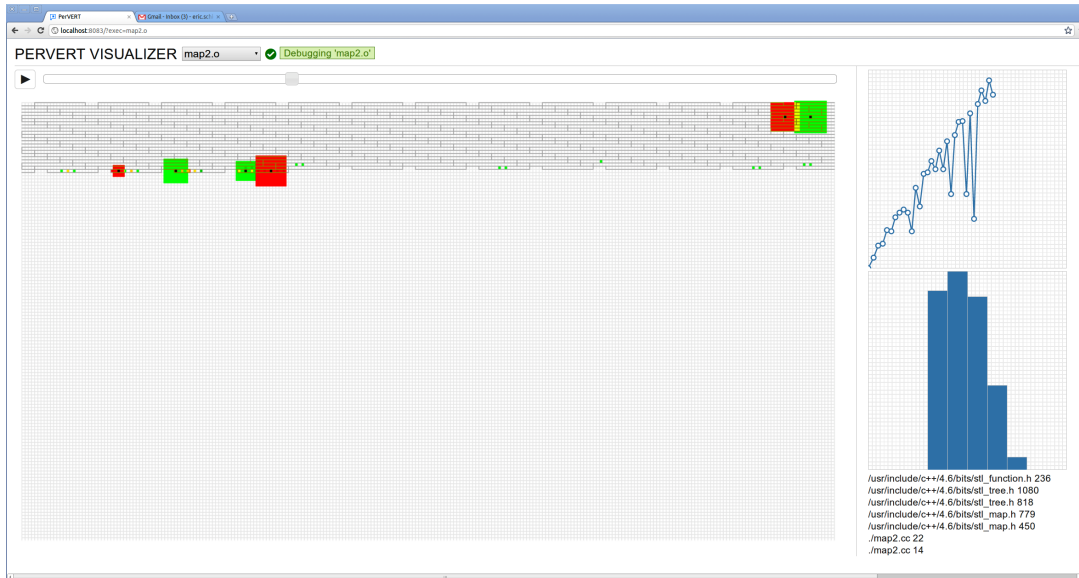 PerVERT
Gmail - Inbox (3) - eric.sc
localhost:8083/?exec=map2.o
PERVERT VISUALIZER
map2.o
Debugging 'map2.o'
/usr/include/c++/4.6/bits/stl_function.h 236
/usr/include/c++/4.6/bits/stl_tree.h 1080
/usr/include/c++/4.6/bits/stl_tree.h 818
/usr/include/c++/4.6/bits/stl_map.h 779
/usr/include/c++/4.6/bits/stl_map.h 450
./map2.cc 22
./map2.cc 14